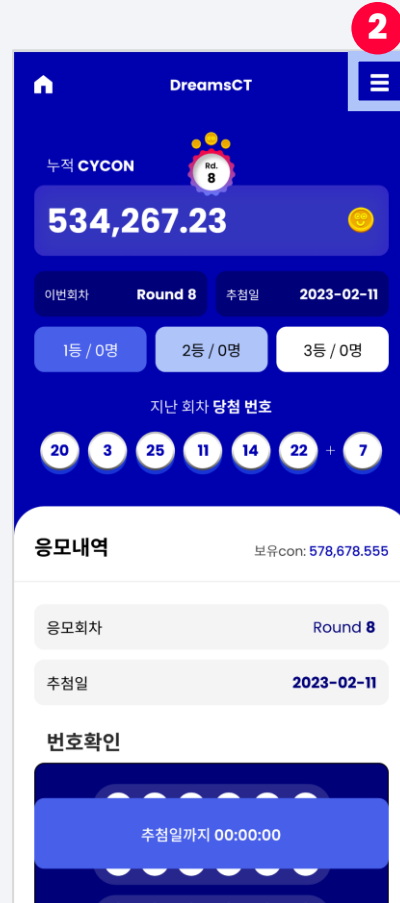 2
DreamsCT
누적 CYCON
Rd.
8
534,267.23
이번회차 Round 8 추첨일 2023-02-11
1등 / 0명 2등 / 0명 3등 / 0명
지난 회차 당첨 번호
20 3 25 11 14 22 + 7
응모내역 보유con: 578,678.555
응모회차 Round 8
추첨일 2023-02-11
번호확인
추첨일까지 00:00:00